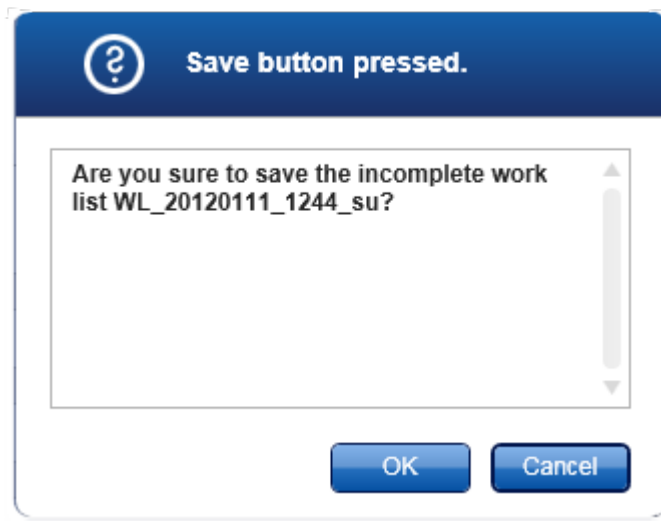 Save button pressed.
Are you sure to save the incomplete work
list WL_20120111_1244_su?
OK
Cancel